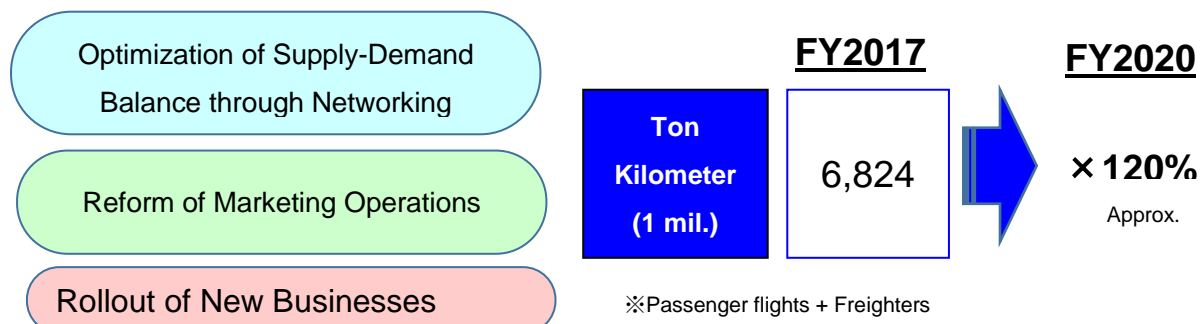 Optimization of Supply-Demand
Balance through Networking
Reform of Marketing Operations
Rollout of New Businesses
FY2017
FY2020
Ton
Kilometer
(1 mil.)
6,824
×120%
Approx.
※Passenger flights + Freighters